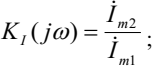 K_I(jω) = İ_m2 / İ_m1 ;